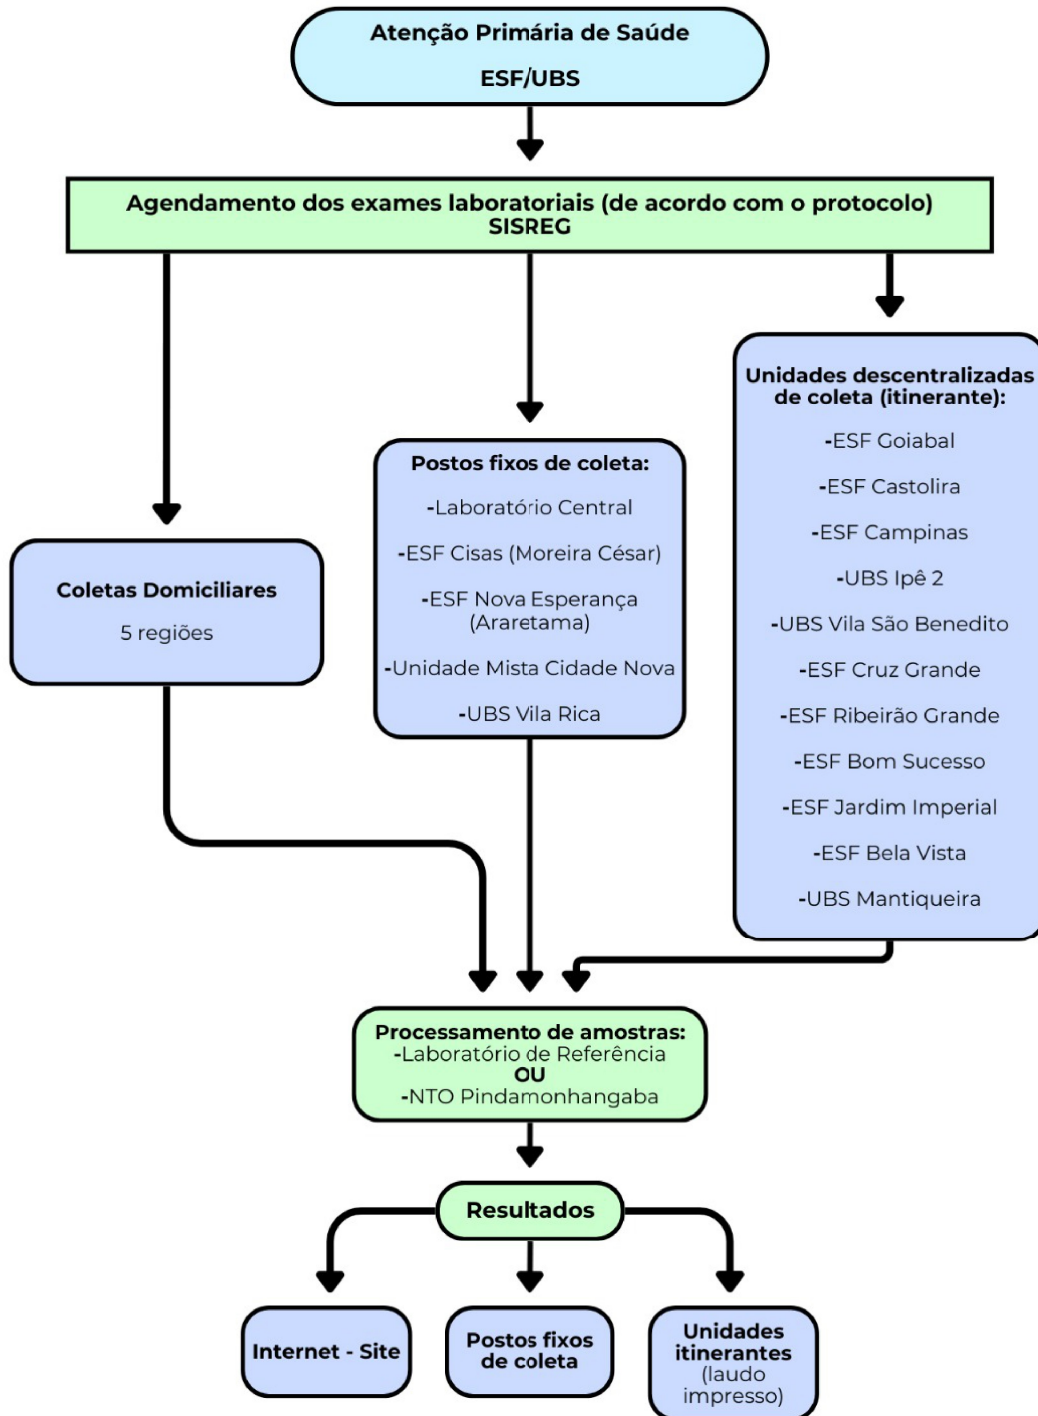 Atenção Primária de Saúde
ESF/UBS
Agendamento dos exames laboratoriais (de acordo com o protocolo)
SISREG
Coletas Domiciliares
5 regiões
Postos fixos de coleta:
-Laboratório Central
-ESF Cisas (Moreira César)
-ESF Nova Esperança
(Araretama)
-Unidade Mista Cidade Nova
-UBS Vila Rica
Unidades descentralizadas
de coleta (itinerante):
-ESF Goiabal
-ESF Castolira
-ESF Campinas
-UBS Ipê 2
-UBS Vila São Benedito
-ESF Cruz Grande
-ESF Ribeirão Grande
-ESF Bom Sucesso
-ESF Jardim Imperial
-ESF Bela Vista
-UBS Mantiqueira
Processamento de amostras:
-Laboratório de Referência
OU
-NTO Pindamonhangaba
Resultados
Internet - Site
Postos fixos
de coleta
Unidades
itinerantes
(laudo
impresso)